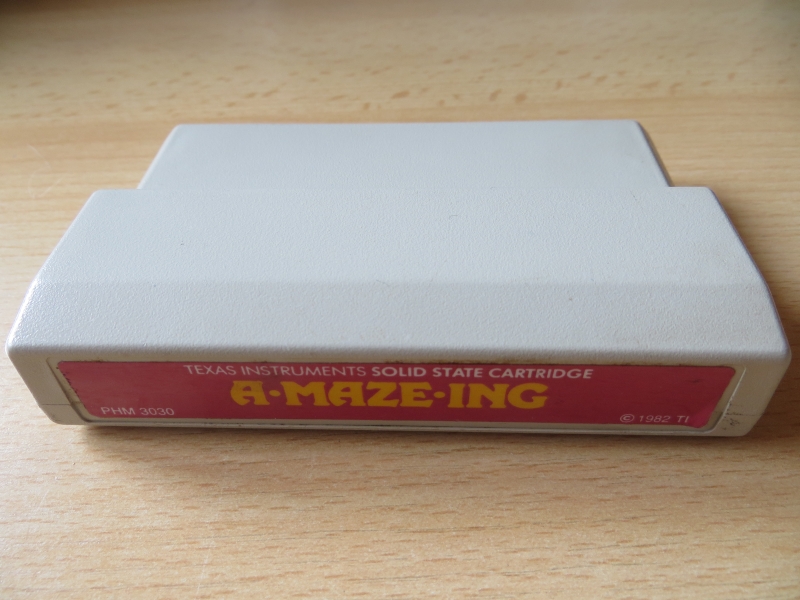 TEXAS INSTRUMENTS SOLID STATE CARTRIDGE
A·MAZE·ING
PHM 3030
© 1982 TI